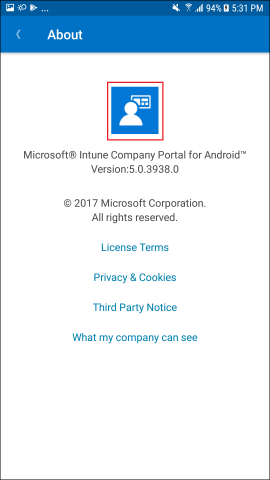 ... 94% 5:31 PM
About
Microsoft® Intune Company Portal for Android™
Version:5.0.3938.0
© 2017 Microsoft Corporation.
All rights reserved.
License Terms
Privacy & Cookies
Third Party Notice
What my company can see